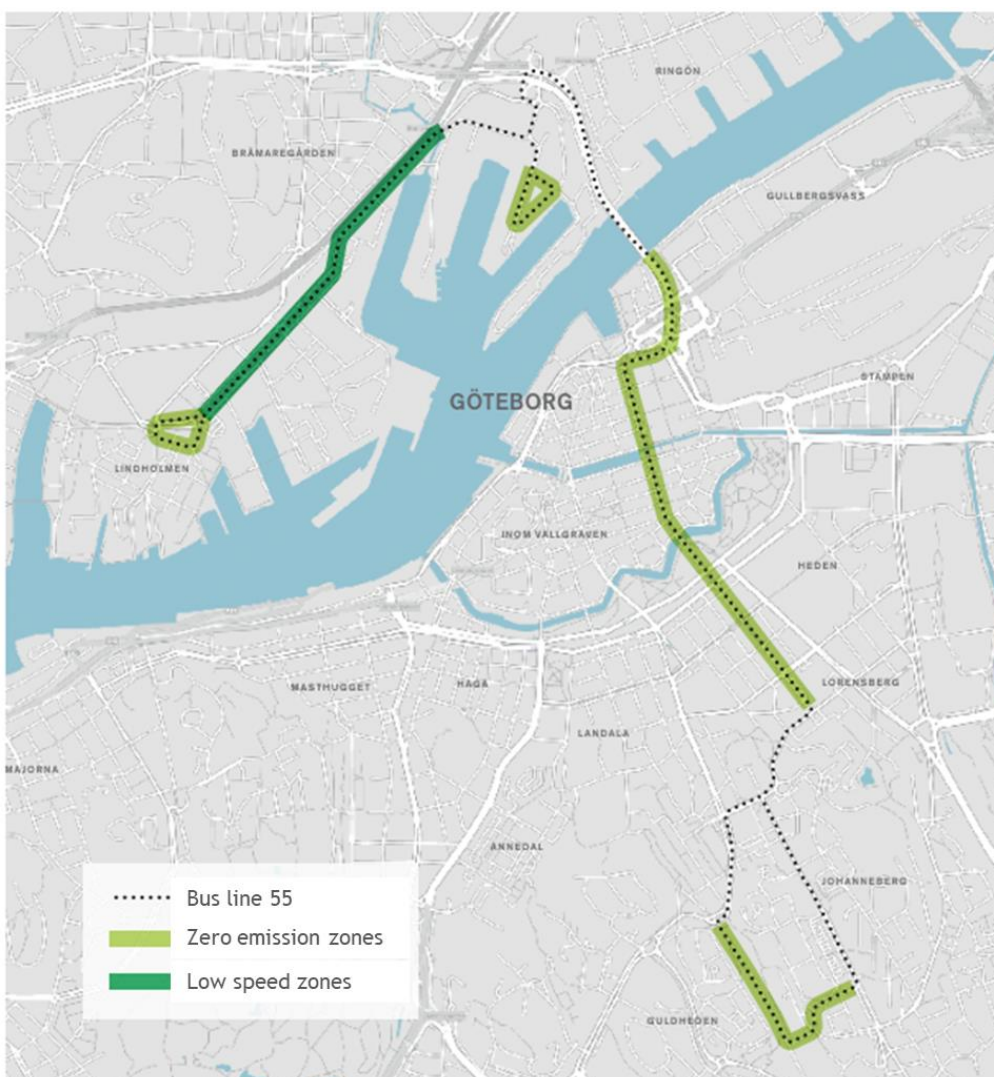 RINGÖN
BRÄMAREGÅRDEN
GULLBERGSVASS
STAMPEN
GÖTEBORG
LINDHOLMEN
INOM VALLGRAVEN
HEDEN
MASTHUGGET
HAGA
LORENSBERG
LANDALA
MAJORNA
ANNEDAL
JOHANNEBERG
Bus line 55
Zero emission zones
Low speed zones
GULDHEDEN